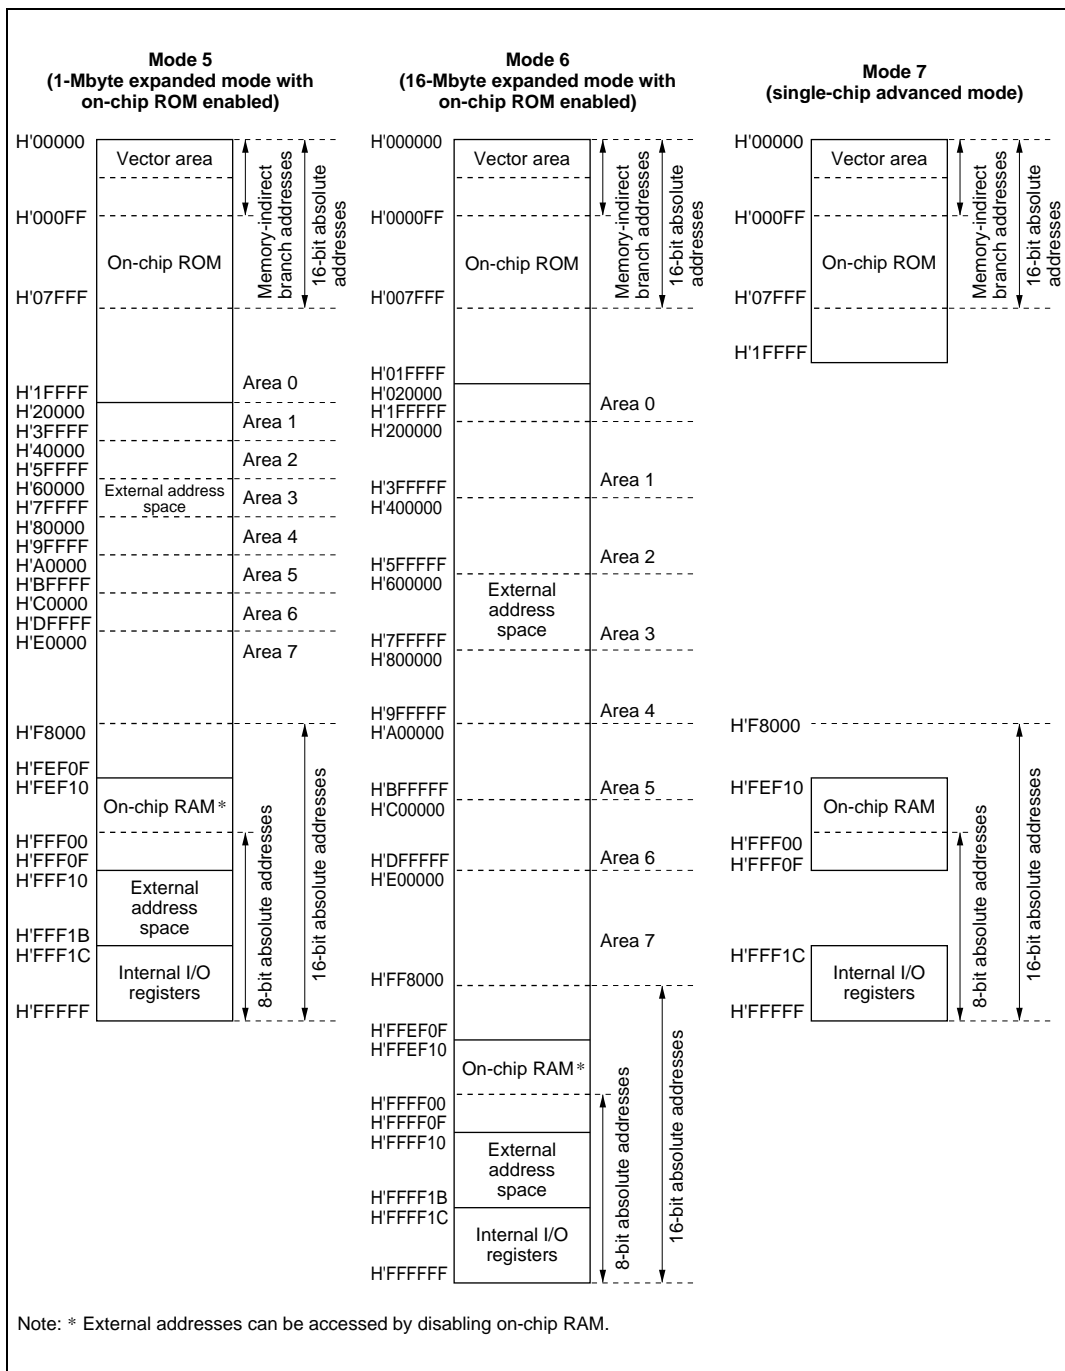 Mode 5
(1-Mbyte expanded mode with
on-chip ROM enabled)
H'00000
Vector area
H'000FF
On-chip ROM
H'07FFF
Memory-indirect
branch addresses
16-bit absolute
addresses
H'1FFFF
Area 0
H'20000
H'3FFFF
Area 1
H'40000
H'5FFFF
Area 2
H'60000
H'7FFFF
External address
space
Area 3
H'80000
H'9FFFF
Area 4
H'A0000
H'BFFFF
Area 5
H'C0000
H'DFFFF
Area 6
H'E0000
Area 7
H'F8000
H'FEF0F
H'FEF10
On-chip RAM*
H'FFF00
H'FFF0F
H'FFF10
External
address
space
H'FFF1B
H'FFF1C
Internal I/O
registers
H'FFFFF
8-bit absolute addresses
16-bit absolute addresses
Mode 6
(16-Mbyte expanded mode with
on-chip ROM enabled)
H'000000
Vector area
H'0000FF
On-chip ROM
H'007FFF
Memory-indirect
branch addresses
16-bit absolute
addresses
H'01FFFF
H'020000
Area 0
H'1FFFFF
H'200000
Area 1
H'3FFFFF
H'400000
Area 2
H'5FFFFF
H'600000
External
address
space
Area 3
H'7FFFFF
H'800000
Area 4
H'9FFFFF
H'A00000
Area 5
H'BFFFFF
H'C00000
Area 6
H'DFFFFF
H'E00000
Area 7
H'FF8000
H'FFEF0F
H'FFEF10
On-chip RAM*
H'FFFF00
H'FFFF0F
H'FFFF10
External
address
space
H'FFFF1B
H'FFFF1C
Internal I/O
registers
H'FFFFFF
8-bit absolute addresses
16-bit absolute addresses
Mode 7
(single-chip advanced mode)
H'00000
Vector area
H'000FF
On-chip ROM
H'07FFF
H'1FFFF
Memory-indirect
branch addresses
16-bit absolute
addresses
H'F8000
H'FEF10
On-chip RAM
H'FFF00
H'FFF0F
H'FFF1C
Internal I/O
registers
H'FFFFF
8-bit absolute addresses
16-bit absolute addresses
Note: * External addresses can be accessed by disabling on-chip RAM.